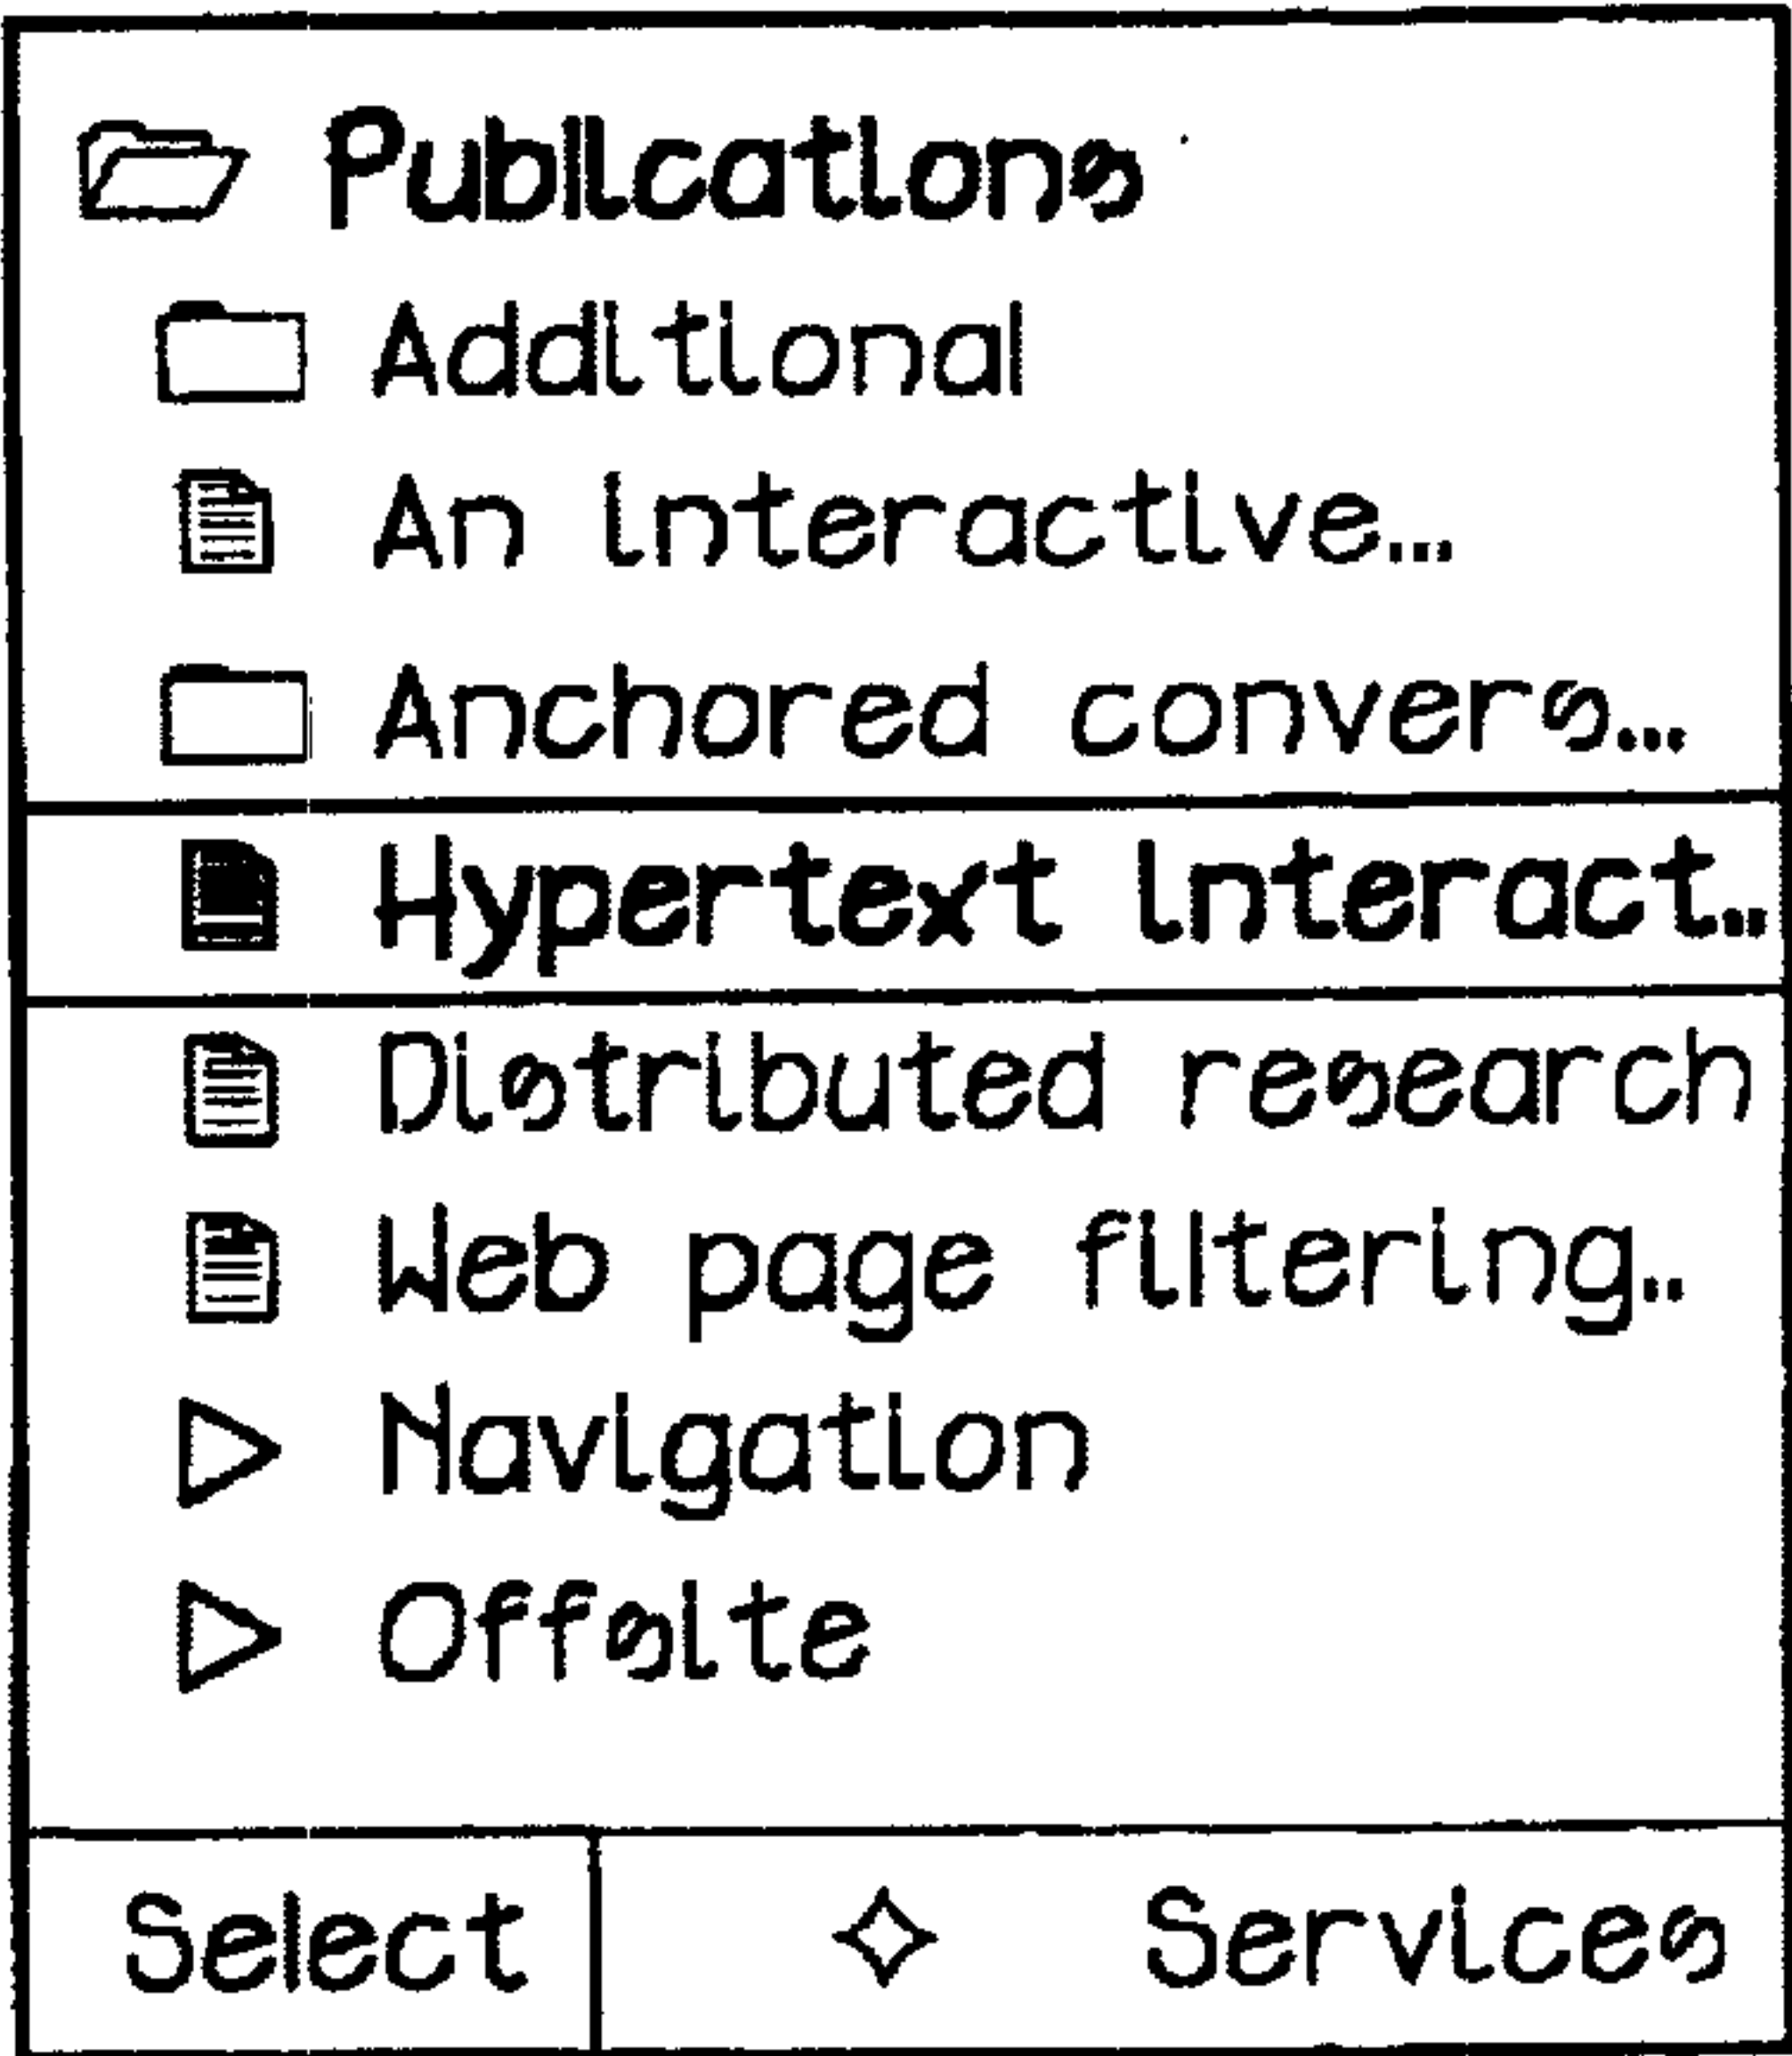 Publications
Additional
An Interactive...
Anchored convers...
Hypertext Interact..
Distributed research
Web page filtering..
Navigation
Offsite
Select Services